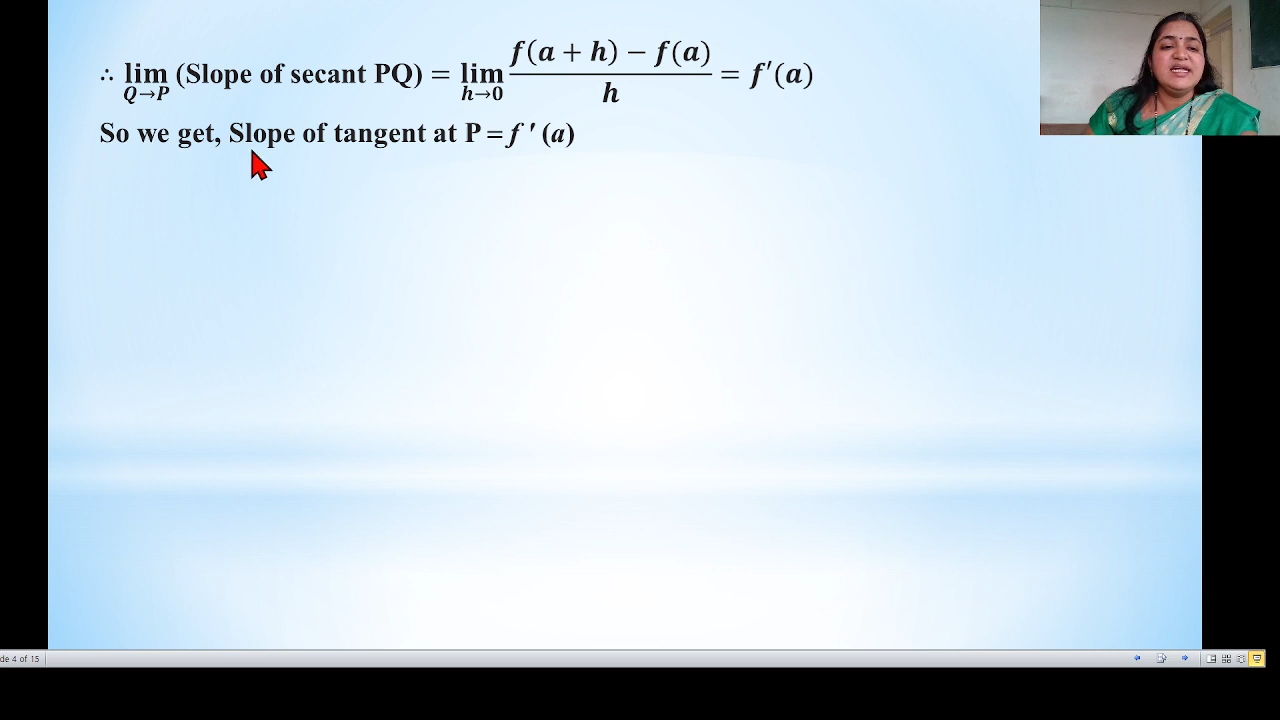 ∴ lim Q→P (Slope of secant PQ) = lim h→0 f(a + h) − f(a) / h = f′(a)
So we get, Slope of tangent at P = f ′ (a)
de 4 of 15